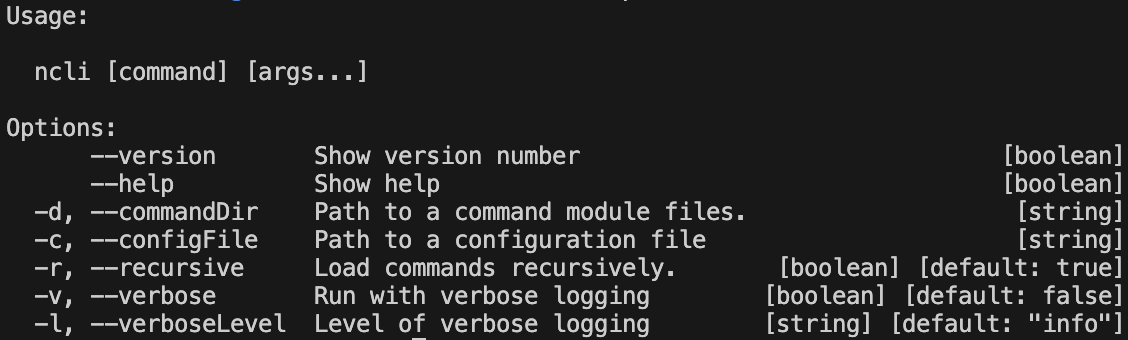 Usage:
ncli [command] [args...]
Options:
--version Show version number [boolean]
--help Show help [boolean]
-d, --commandDir Path to a command module files. [string]
-c, --configFile Path to a configuration file [string]
-r, --recursive Load commands recursively. [boolean] [default: true]
-v, --verbose Run with verbose logging [boolean] [default: false]
-l, --verboseLevel Level of verbose logging [string] [default: "info"]